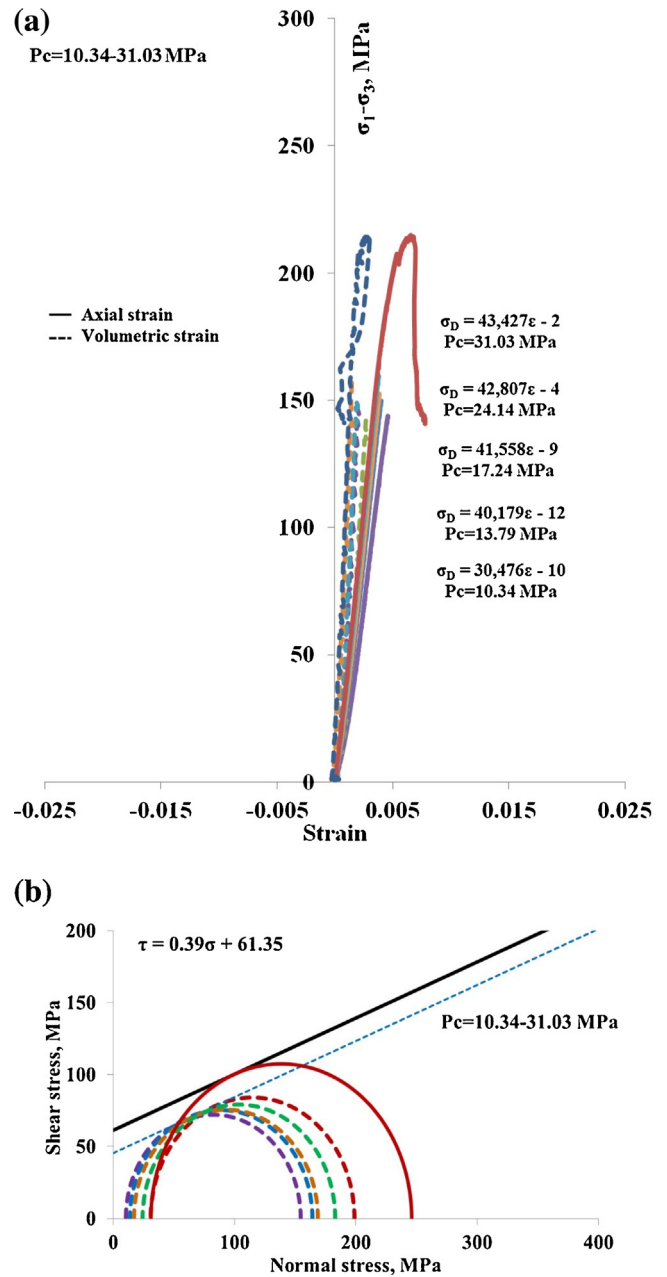 (a)
Pc=10.34-31.03 MPa
300
σ₁-σ₃, MPa
250
200
Axial strain
Volumetric strain
σD = 43,427ε - 2
Pc=31.03 MPa
150
σD = 42,807ε - 4
Pc=24.14 MPa
σD = 41,558ε - 9
Pc=17.24 MPa
100
σD = 40,179ε - 12
Pc=13.79 MPa
σD = 30,476ε - 10
Pc=10.34 MPa
50
0
-0.025 -0.015 -0.005 0.005 0.015 0.025
Strain
(b)
200
τ = 0.39σ + 61.35
150
Pc=10.34-31.03 MPa
100
50
0
Shear stress, MPa
0 100 200 300 400
Normal stress, MPa